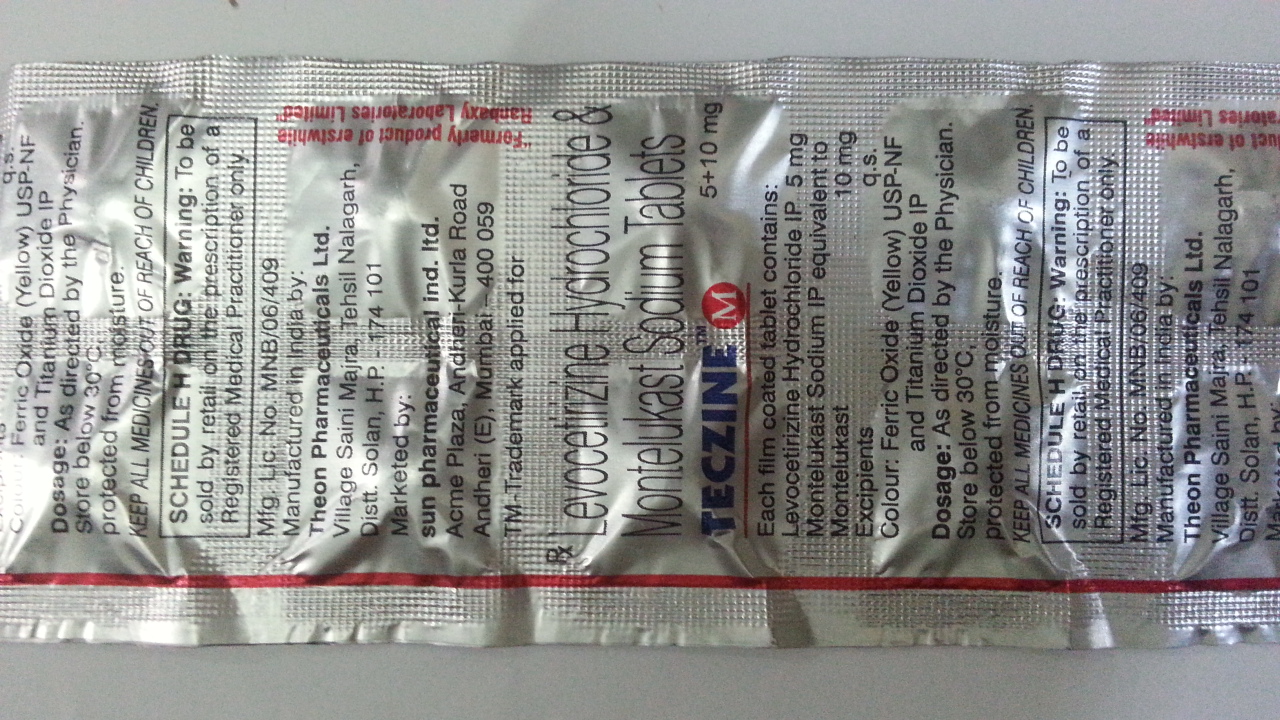 q.s.
Colour: Ferric Oxide (Yellow) USP-NF
and Titanium Dioxide IP
Dosage: As directed by the Physician.
Store below 30°C,
protected from moisture.
KEEP ALL MEDICINES OUT OF REACH OF CHILDREN.
SCHEDULE H DRUG: Warning: To be
sold by retail on the prescription of a
Registered Medical Practitioner only.
Mfg. Lic. No. MNB/06/409
Manufactured in India by:
Theon Pharmaceuticals Ltd.
Village Saini Majra, Tehsil Nalagarh,
Distt. Solan, H.P. - 174 101
Marketed by:
sun pharmaceutical ind. ltd.
Acme Plaza, Andheri-Kurla Road
Andheri (E), Mumbai – 400 059
TM-Trademark applied for
"Formerly product of erstwhile
Ranbaxy Laboratories Limited"
Rx Levocetirizine Hydrochloride &
Montelukast Sodium Tablets
TECZINE™ M 5+10 mg
Each film coated tablet contains:
Levocetirizine Hydrochloride IP 5 mg
Montelukast Sodium IP equivalent to
Montelukast 10 mg
Excipients q.s.
Colour: Ferric Oxide (Yellow) USP-NF
and Titanium Dioxide IP
Dosage: As directed by the Physician.
Store below 30°C,
protected from moisture.
KEEP ALL MEDICINES OUT OF REACH OF CHILDREN.
SCHEDULE H DRUG: Warning: To be
sold by retail on the prescription of a
Registered Medical Practitioner only.
Mfg. Lic. No. MNB/06/409
Manufactured in India by:
Theon Pharmaceuticals Ltd.
Village Saini Majra, Tehsil Nalagarh,
Distt. Solan, H.P. - 174 101
Marketed by:
uct of erstwhile
atories Limited"